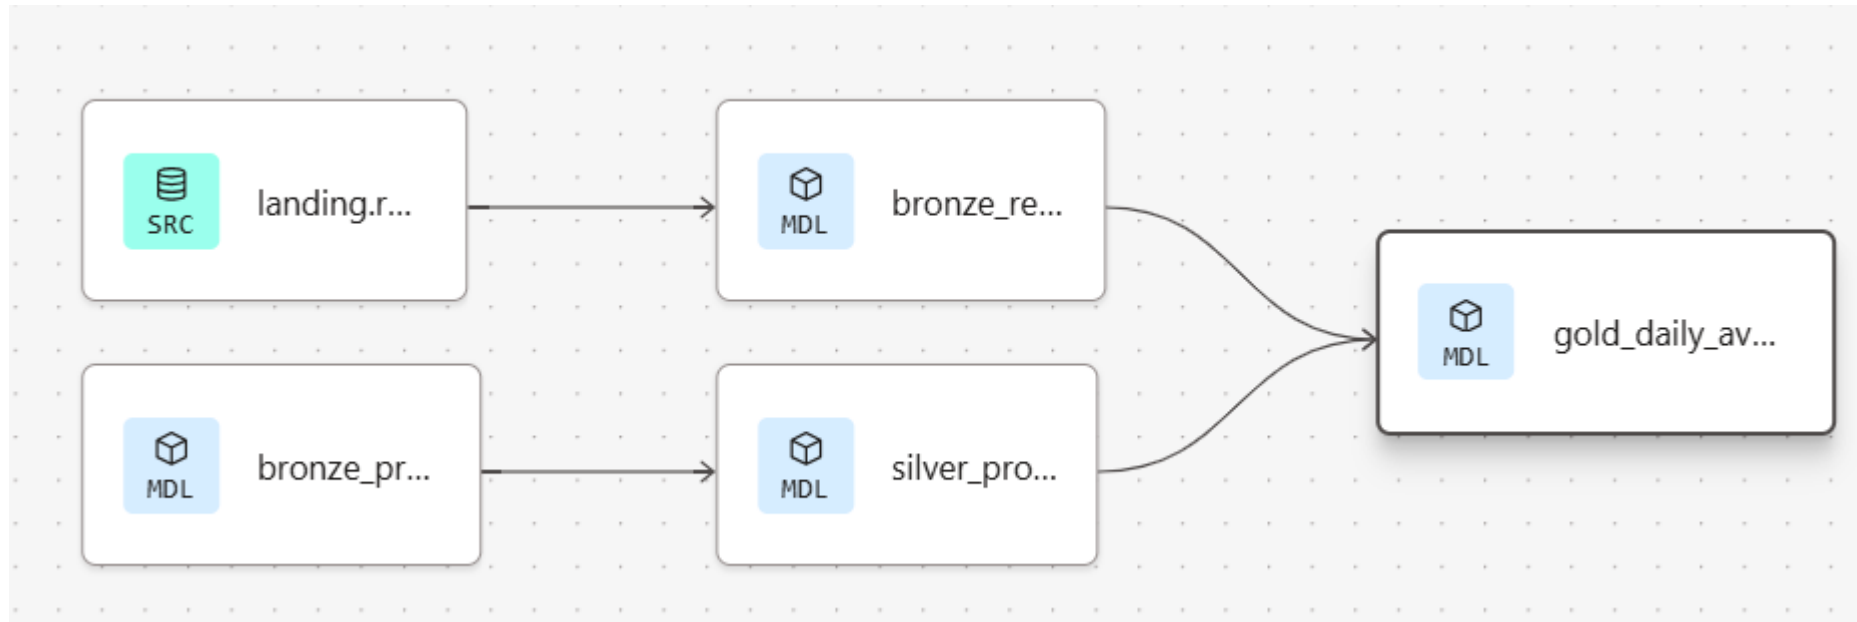 SRC
landing.r...
MDL
bronze_re...
MDL
gold_daily_av...
MDL
bronze_pr...
MDL
silver_pro...